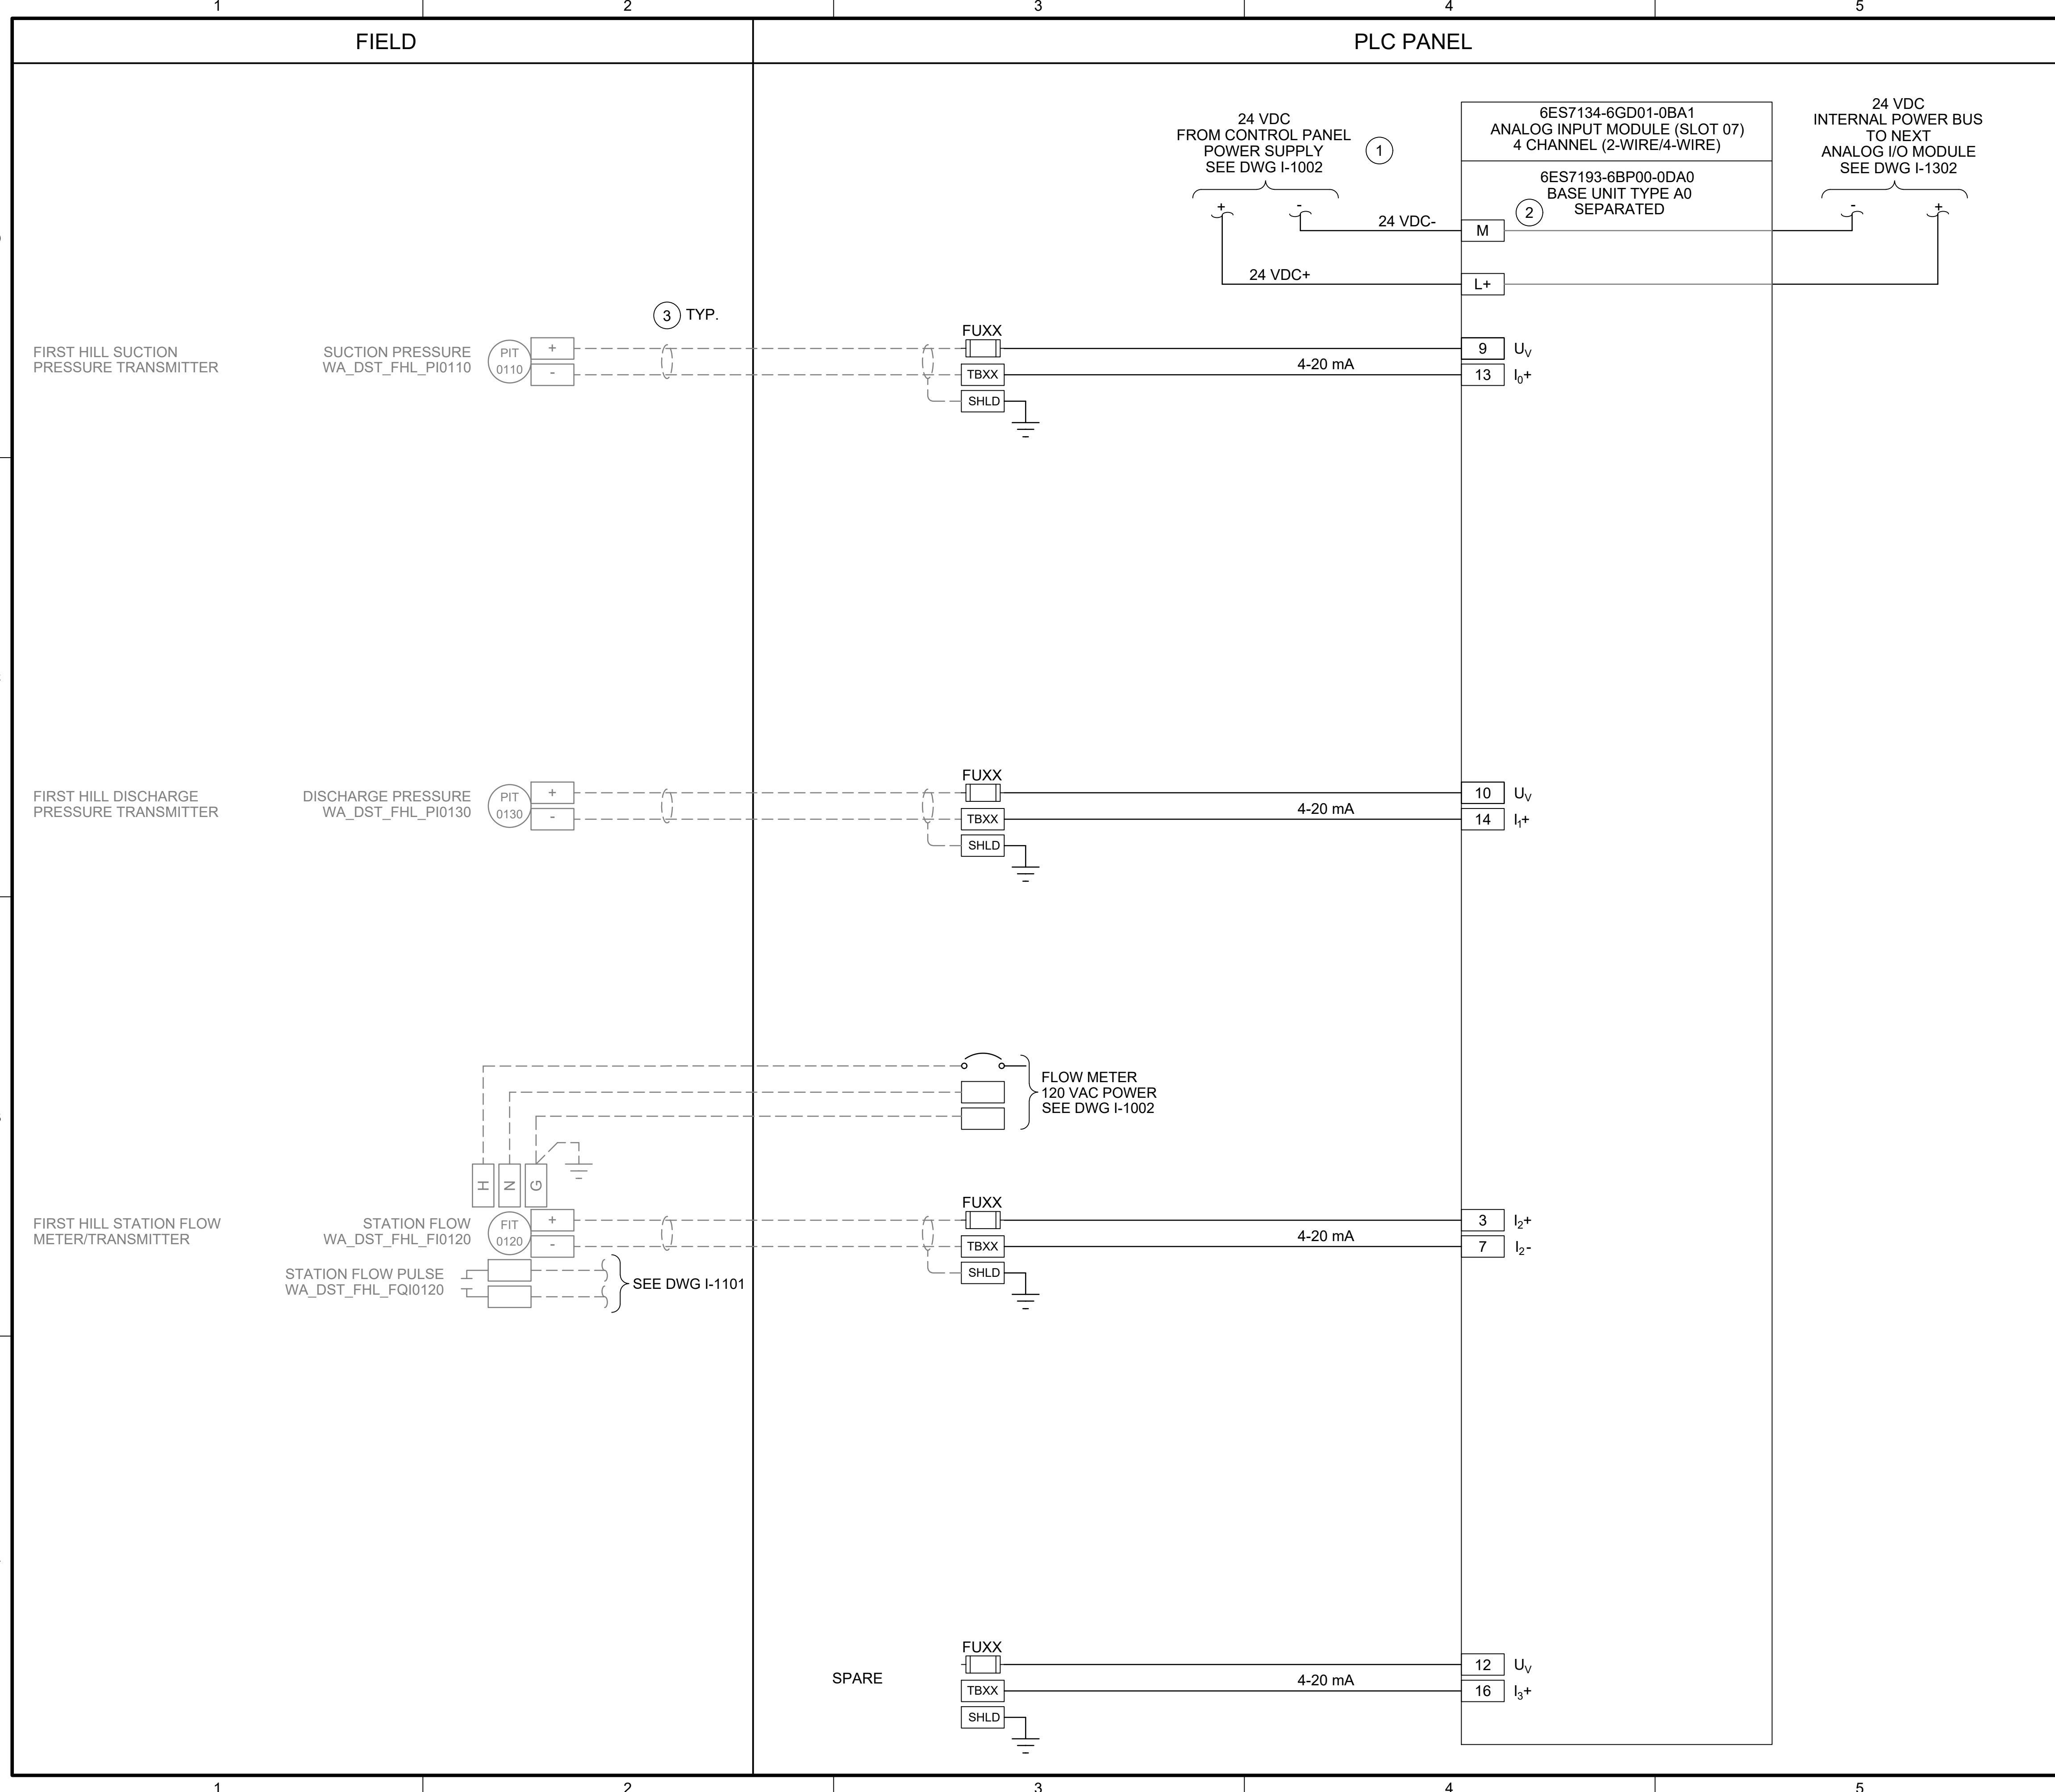 1 2 3 4 5
FIELD
PLC PANEL
24 VDC
FROM CONTROL PANEL
POWER SUPPLY
SEE DWG I-1002
1
6ES7134-6GD01-0BA1
ANALOG INPUT MODULE (SLOT 07)
4 CHANNEL (2-WIRE/4-WIRE)
6ES7193-6BP00-0DA0
BASE UNIT TYPE A0
SEPARATED
2
24 VDC
INTERNAL POWER BUS
TO NEXT
ANALOG I/O MODULE
SEE DWG I-1302
+ -
- +
24 VDC-
M
24 VDC+
L+
3 TYP.
FIRST HILL SUCTION
PRESSURE TRANSMITTER
SUCTION PRESSURE
WA_DST_FHL_PI0110
PIT
0110
+
-
FUXX
TBXX
SHLD
4-20 mA
9 UV
13 I0+
FIRST HILL DISCHARGE
PRESSURE TRANSMITTER
DISCHARGE PRESSURE
WA_DST_FHL_PI0130
PIT
0130
+
-
FUXX
TBXX
SHLD
4-20 mA
10 UV
14 I1+
FLOW METER
120 VAC POWER
SEE DWG I-1002
H N G
FIRST HILL STATION FLOW
METER/TRANSMITTER
STATION FLOW
WA_DST_FHL_FI0120
FIT
0120
+
-
STATION FLOW PULSE
WA_DST_FHL_FQI0120
SEE DWG I-1101
FUXX
TBXX
SHLD
4-20 mA
3 I2+
7 I2-
SPARE
FUXX
TBXX
SHLD
4-20 mA
12 UV
16 I3+
1 2 3 4 5